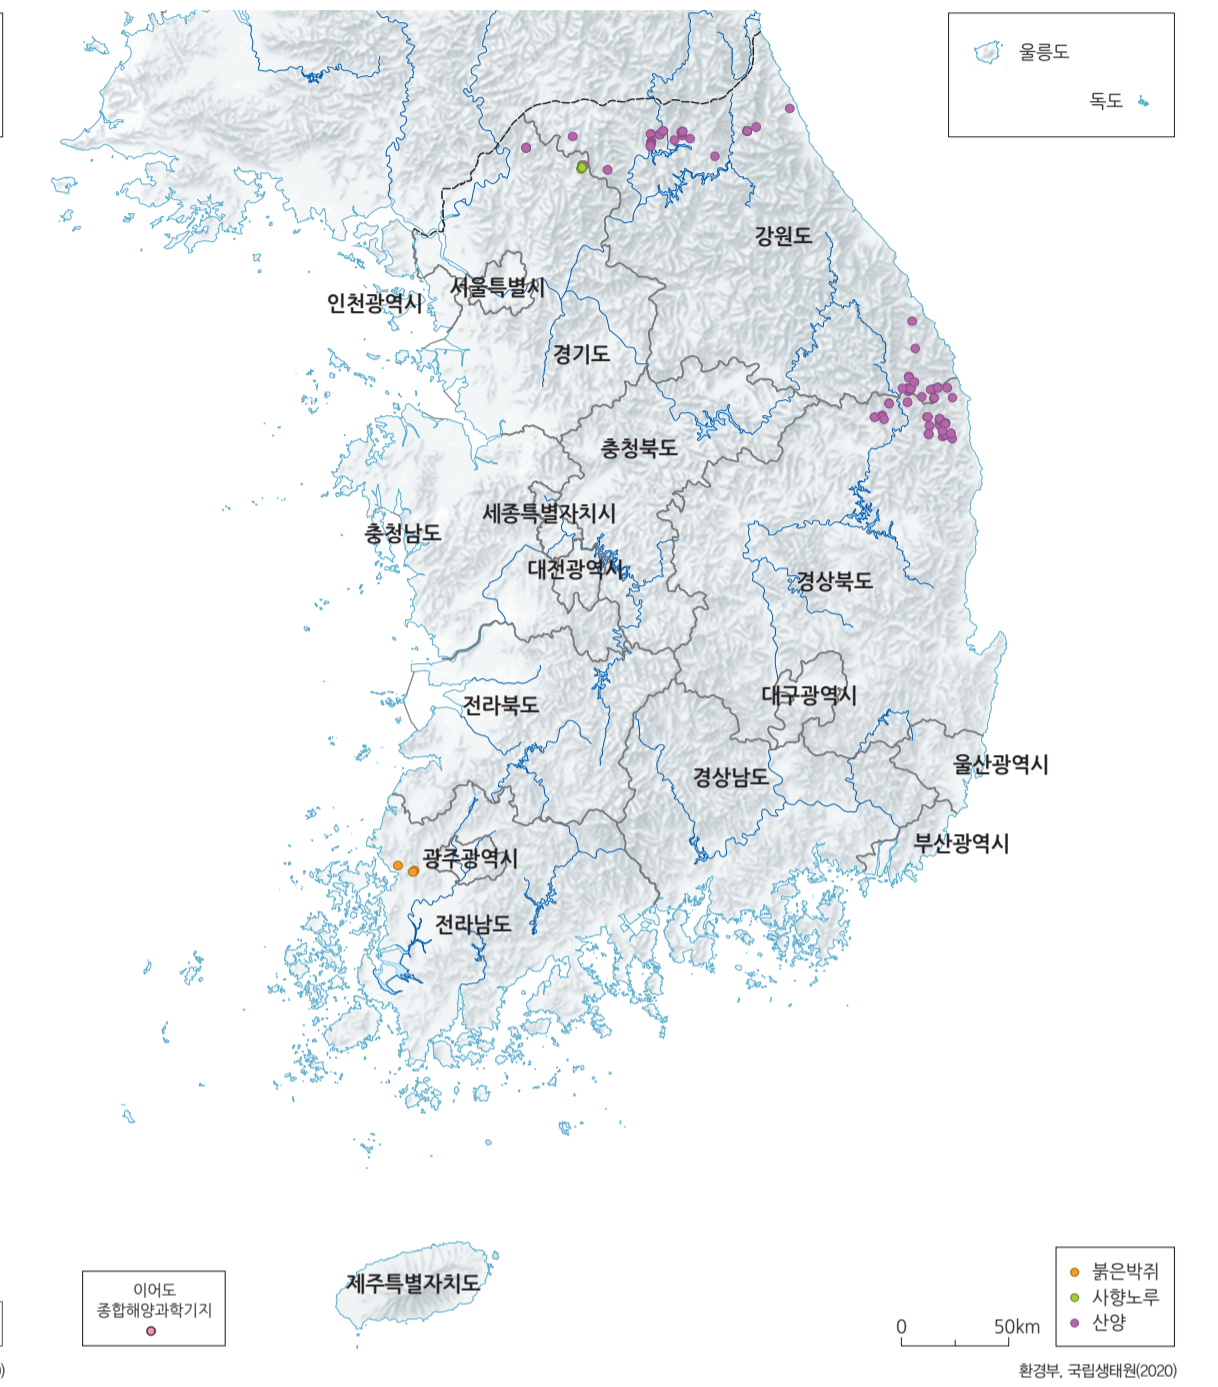 울릉도
독도
강원도
서울특별시
인천광역시
경기도
충청북도
세종특별자치시
충청남도
대전광역시
경상북도
대구광역시
전라북도
울산광역시
경상남도
부산광역시
광주광역시
전라남도
제주특별자치도
이어도
종합해양과학기지
0 50km
붉은박쥐
사향노루
산양
환경부, 국립생태원(2020)